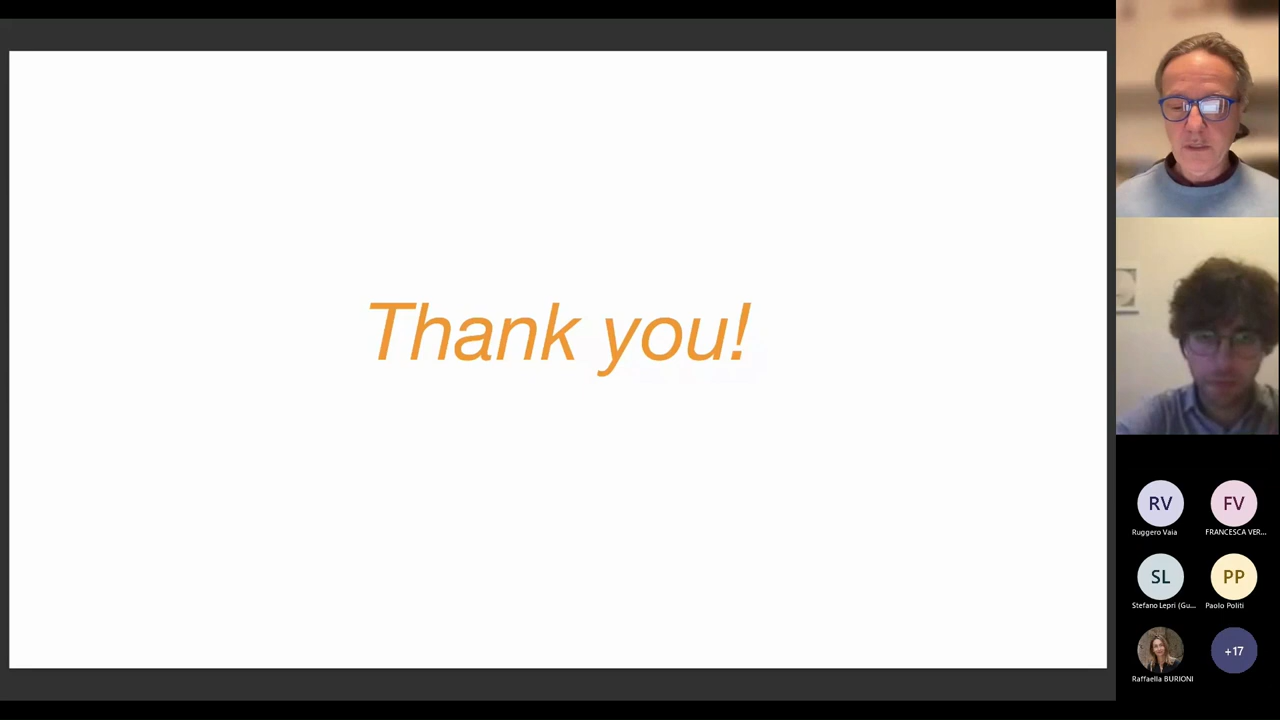 Thank you!
RV
FV
Ruggero Vaia
FRANCESCA VER...
SL
PP
Stefano Lepri (Gu...
Paolo Politi
+17
Raffaella BURIONI